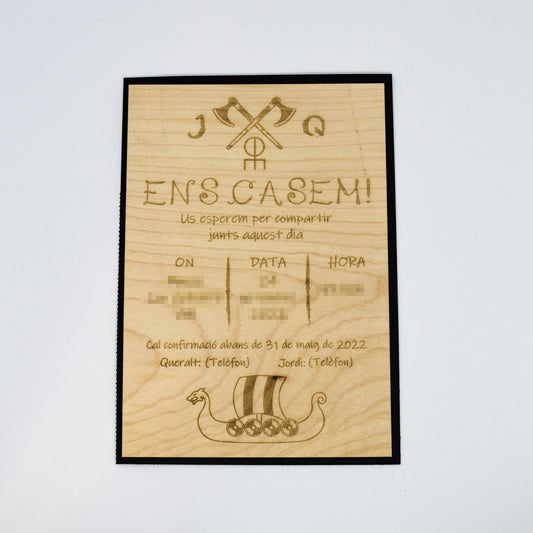 J Q
ENS CASEM!
Us esperem per compartir
junts aquest dia
ON DATA HORA
Cal confirmació abans de 31 de maig de 2022
Queralt: (Telèfon) Jordi: (Telèfon)